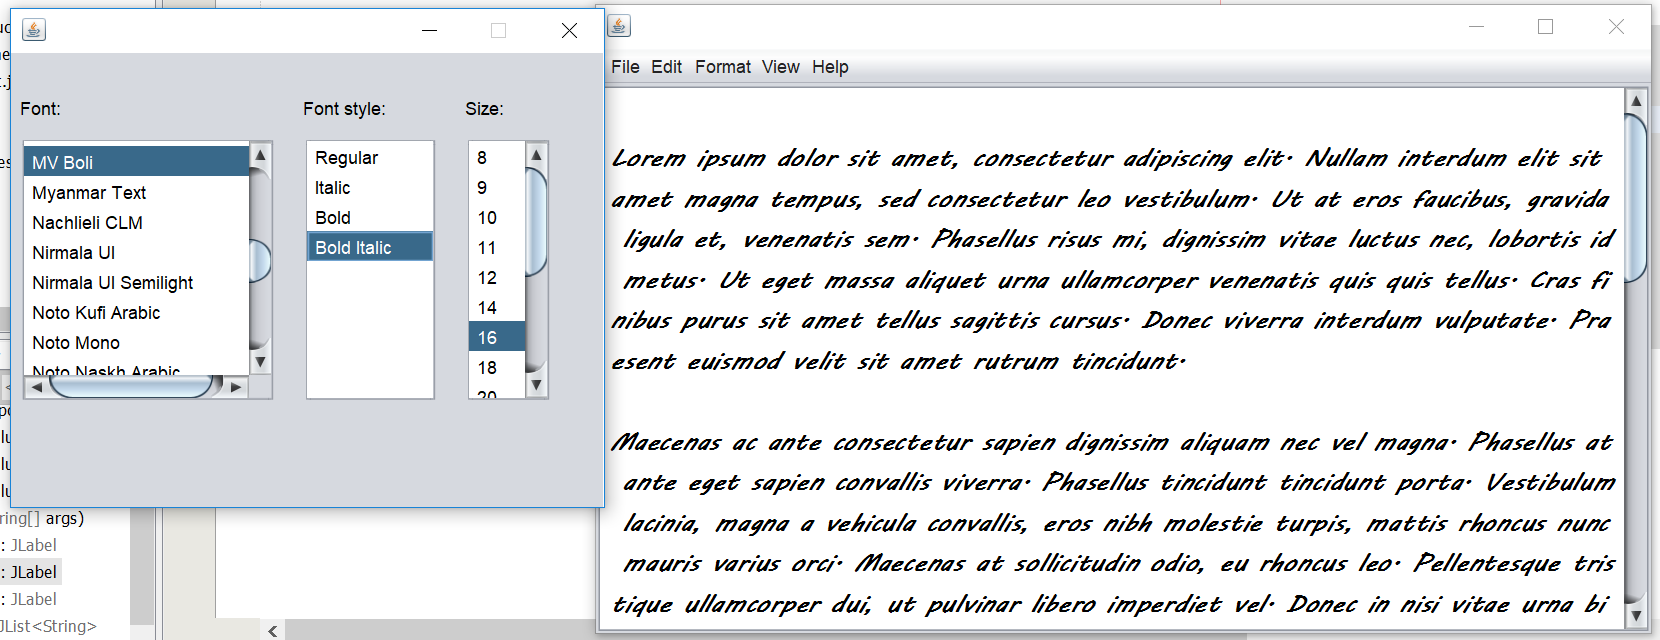 Font:
Font style:
Size:
MV Boli
Myanmar Text
Nachlieli CLM
Nirmala UI
Nirmala UI Semilight
Noto Kufi Arabic
Noto Mono
Noto Naskh Arabic
Regular
Italic
Bold
Bold Italic
8
9
10
11
12
14
16
18
20
ring[] args)
: JLabel
: JLabel
: JLabel
JList<String>
File Edit Format View Help
Lorem ipsum dolor sit amet, consectetur adipiscing elit. Nullam interdum elit sit
amet magna tempus, sed consectetur leo vestibulum. Ut at eros faucibus, gravida
ligula et, venenatis sem. Phasellus risus mi, dignissim vitae luctus nec, lobortis id
metus. Ut eget massa aliquet urna ullamcorper venenatis quis quis tellus. Cras fi
nibus purus sit amet tellus sagittis cursus. Donec viverra interdum vulputate. Pra
esent euismod velit sit amet rutrum tincidunt.
Maecenas ac ante consectetur sapien dignissim aliquam nec vel magna. Phasellus at
ante eget sapien convallis viverra. Phasellus tincidunt tincidunt porta. Vestibulum
lacinia, magna a vehicula convallis, eros nibh molestie turpis, mattis rhoncus nunc
mauris varius orci. Maecenas at sollicitudin odio, eu rhoncus leo. Pellentesque tris
tique ullamcorper dui, ut pulvinar libero imperdiet vel. Donec in nisi vitae urna bi